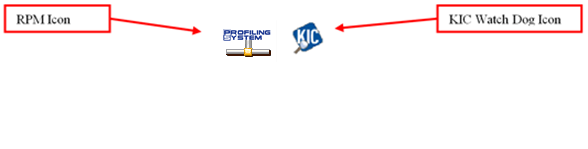 RPM Icon
KIC Watch Dog Icon
PROFILING
SYSTEM
KIC